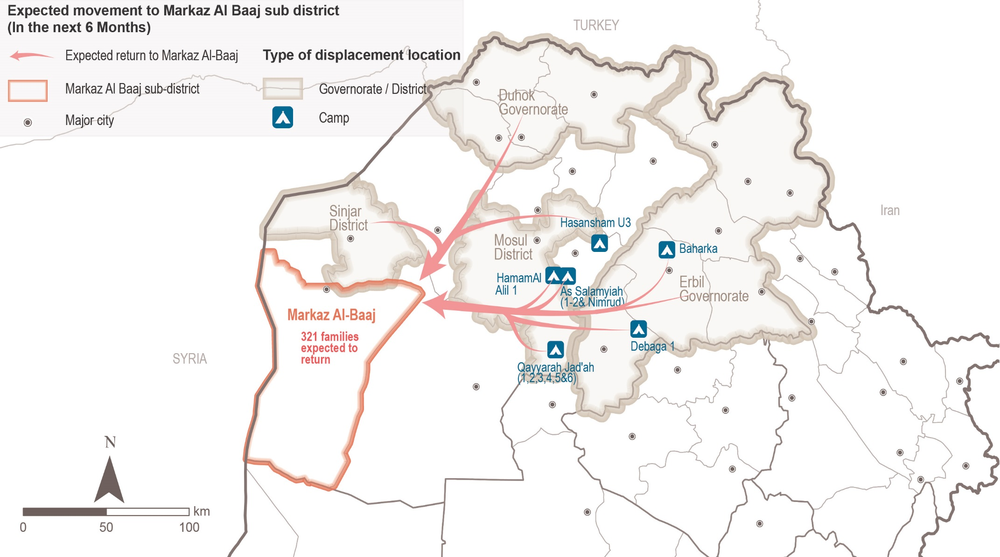 Expected movement to Markaz Al Baaj sub district
(In the next 6 Months)
Expected return to Markaz Al-Baaj
Markaz Al Baaj sub-district
Major city
Type of displacement location
Governorate / District
Camp
TURKEY
Duhok
Governorate
Iran
Sinjar
District
Hasansham U3
Mosul
District
Baharka
HamamAl
Alil 1
As Salamyiah
(1-2& Nimrud)
Erbil
Governorate
Markaz Al-Baaj
321 families
expected to
return
Debaga 1
SYRIA
Qayyarah Jad'ah
(1,2,3,4,5&6)
N
km
0 50 100